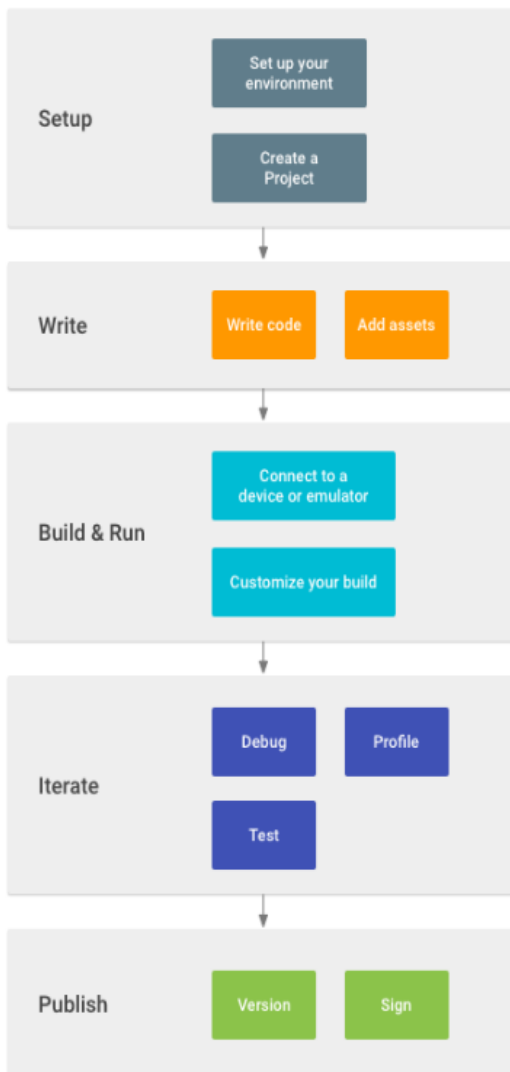 Setup
Set up your
environment
Create a
Project
Write
Write code
Add assets
Build & Run
Connect to a
device or emulator
Customize your build
Iterate
Debug
Profile
Test
Publish
Version
Sign